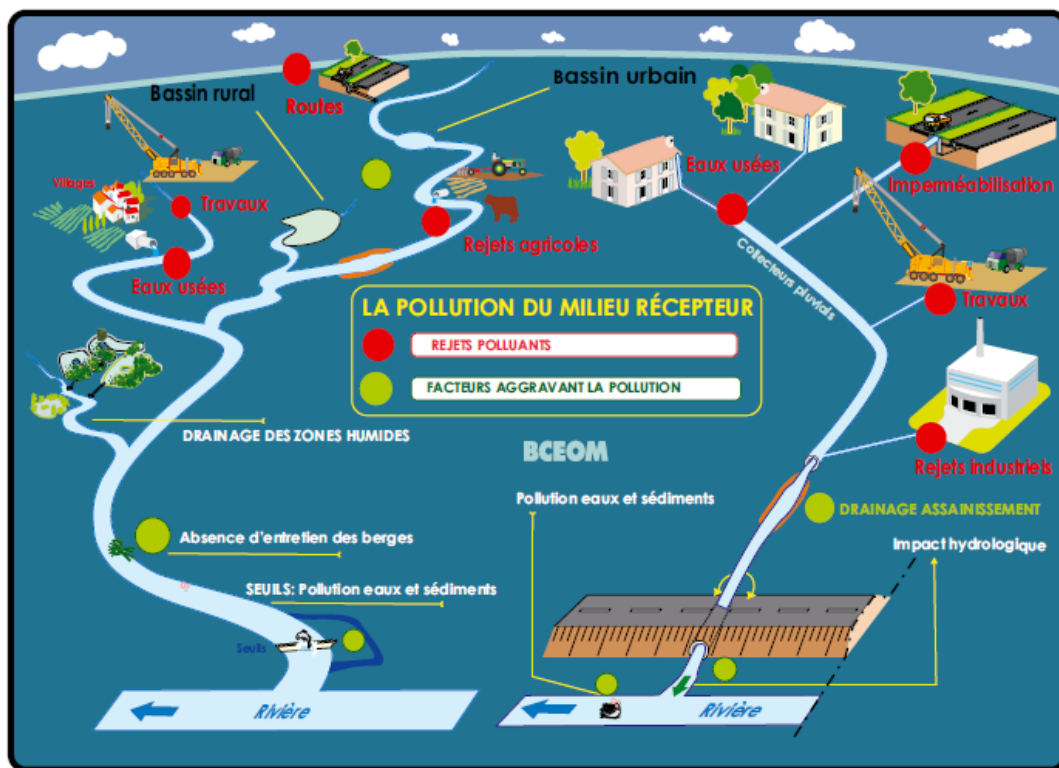 Bassin rural
Routes
Bassin urbain
Villages
Travaux
Eaux usées
Rejets agricoles
Eaux usées
Imperméabilisation
Collecteurs pluvials
Travaux
LA POLLUTION DU MILIEU RÉCEPTEUR
REJETS POLLUANTS
FACTEURS AGGRAVANT LA POLLUTION
DRAINAGE DES ZONES HUMIDES
BCEOM
Rejets industriels
Pollution eaux et sédiments
DRAINAGE ASSAINISSEMENT
Absence d'entretien des berges
Impact hydrologique
SEUILS: Pollution eaux et sédiments
Seuils
Rivière
Rivière